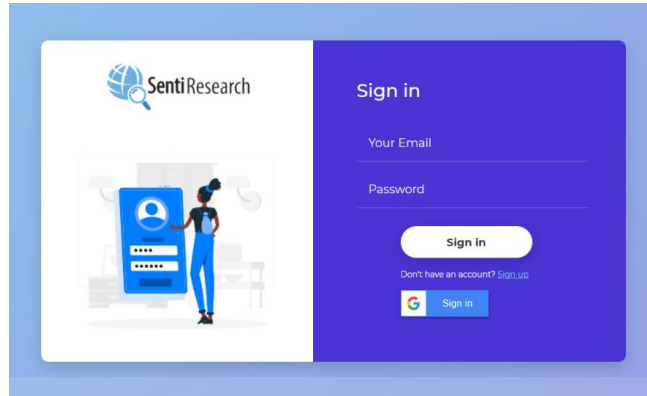 SentiResearch
Sign in
Your Email
Password
Sign in
Don't have an account? Sign up
Sign in